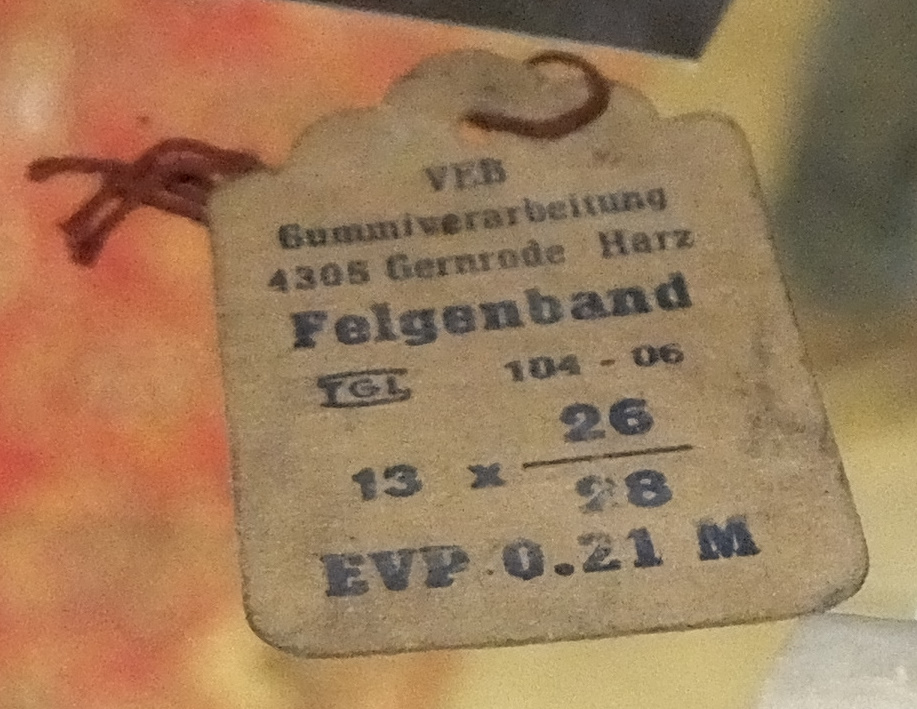 VEB
Gummiverarbeitung
4305 Gernrode Harz
Felgenband
TGL 104 - 06
13 x 26
28
EVP 0.21 M